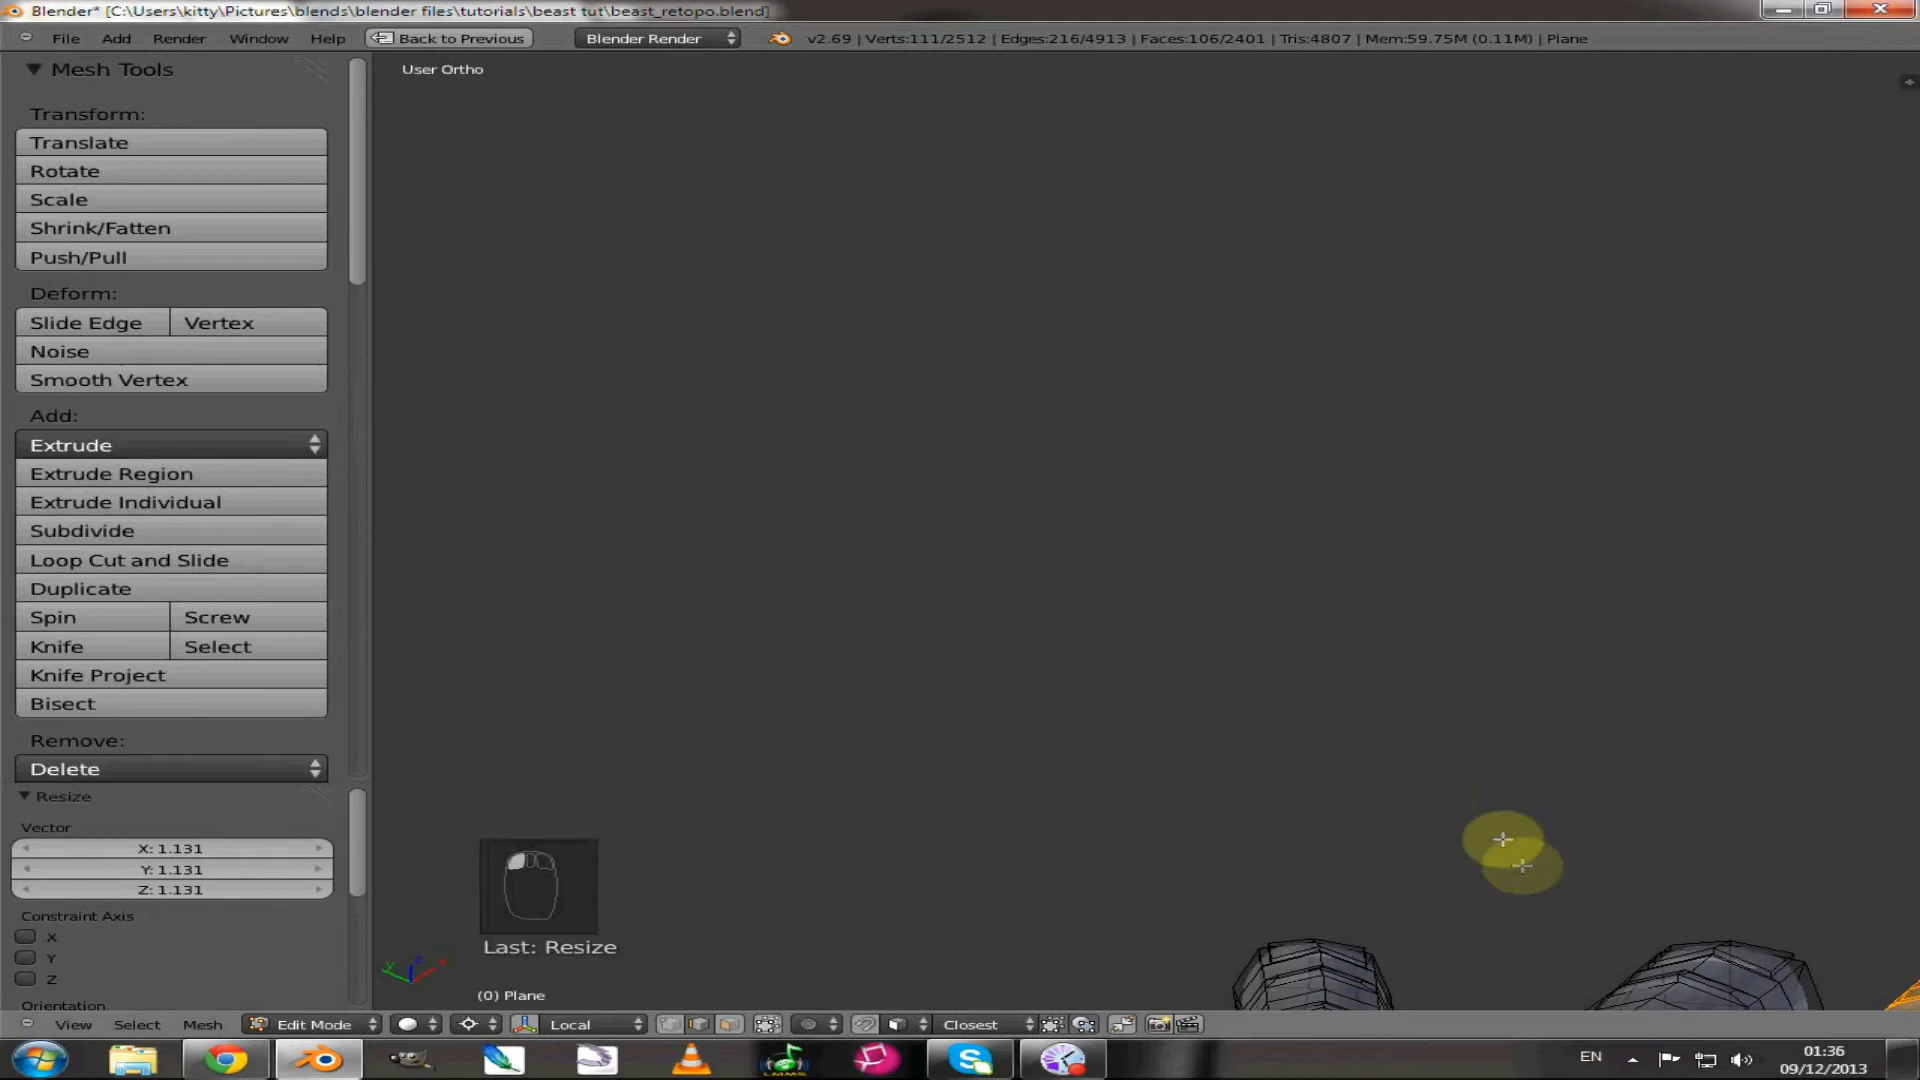 Blender* [C:\Users\kitty\Pictures\blends\blender files\tutorials\beast tut\beast_retopo.blend]
File Add Render Window Help Back to Previous Blender Render v2.69 | Verts:111/2512 | Edges:216/4913 | Faces:106/2401 | Tris:4807 | Mem:59.75M (0.11M) | Plane
Mesh Tools
User Ortho
Transform:
Translate
Rotate
Scale
Shrink/Fatten
Push/Pull
Deform:
Slide Edge Vertex
Noise
Smooth Vertex
Add:
Extrude
Extrude Region
Extrude Individual
Subdivide
Loop Cut and Slide
Duplicate
Spin Screw
Knife Select
Knife Project
Bisect
Remove:
Delete
Resize
Vector
X: 1.131
Y: 1.131
Z: 1.131
Constraint Axis
X
Y
Z
Orientation
Last: Resize
y z x
(0) Plane
View Select Mesh Edit Mode Local Closest
LMMS
EN
01:36
09/12/2013